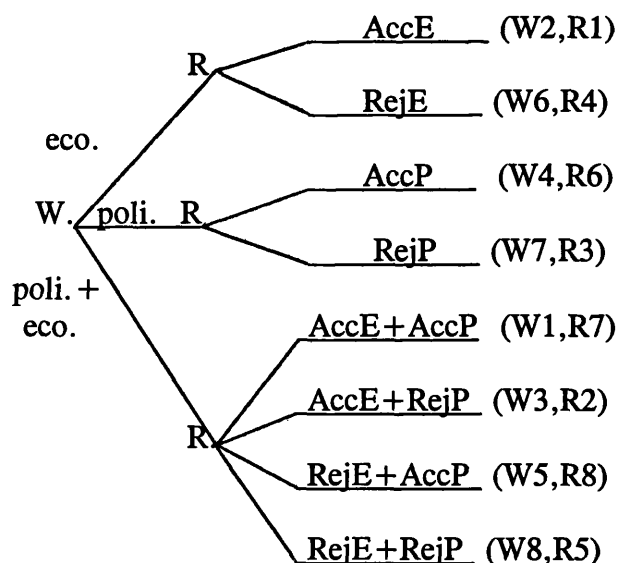 AccE (W2,R1)
R.
RejE (W6,R4)
eco.
AccP (W4,R6)
W. poli. R.
RejP (W7,R3)
poli. +
eco.
AccE+AccP (W1,R7)
AccE+RejP (W3,R2)
R.
RejE+AccP (W5,R8)
RejE+RejP (W8,R5)